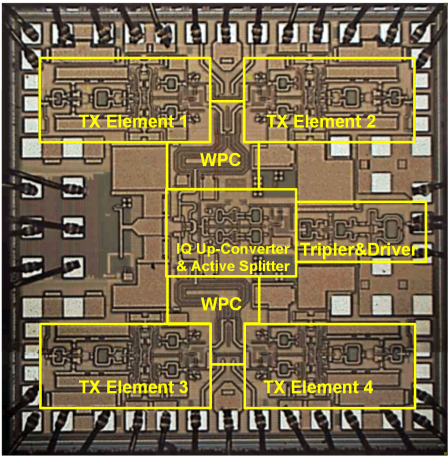 TX Element 1
TX Element 2
WPC
IQ Up-Converter
& Active Splitter
Tripler&Driver
WPC
TX Element 3
TX Element 4